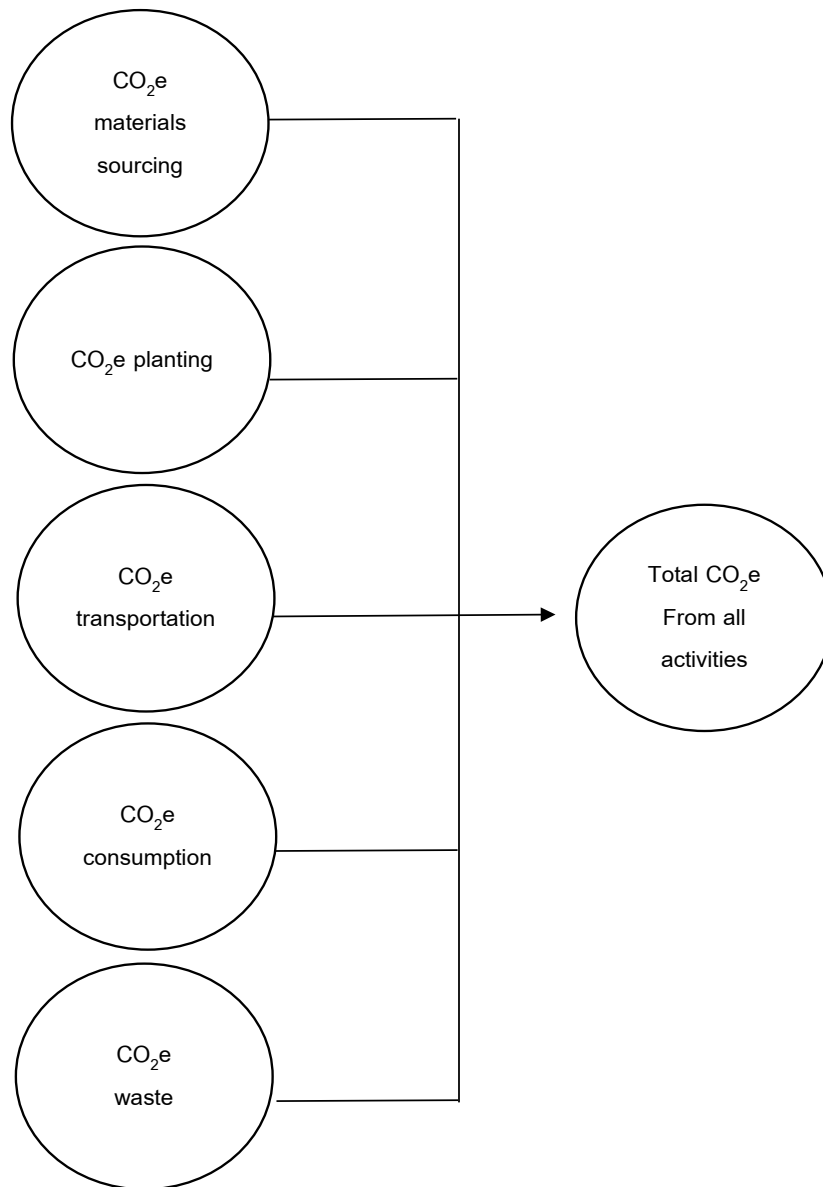 CO₂e
materials
sourcing
CO₂e planting
CO₂e
transportation
CO₂e
consumption
CO₂e
waste
Total CO₂e
From all
activities